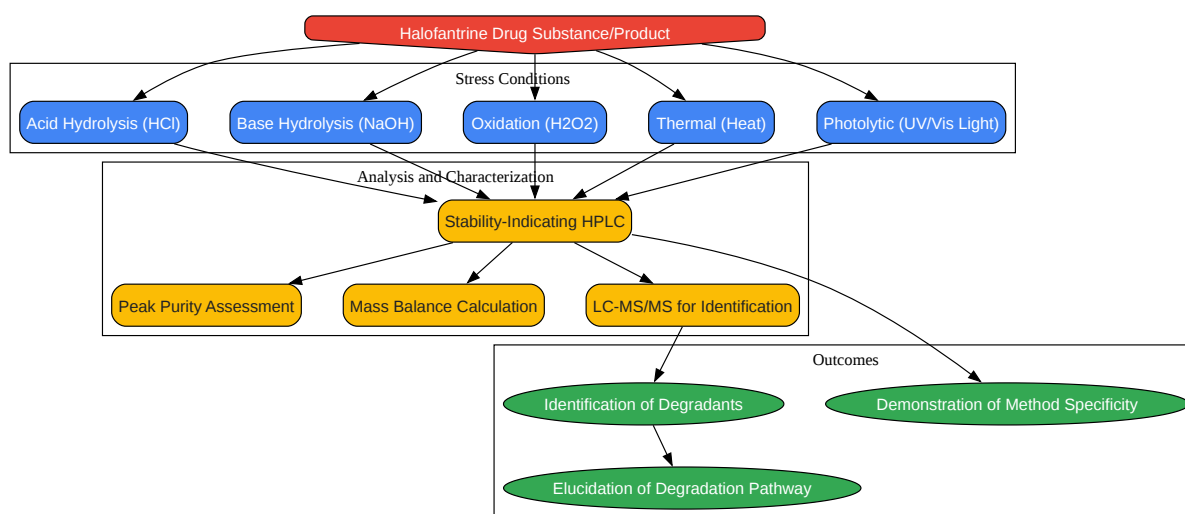 Halofantrine Drug Substance/Product
Stress Conditions
Acid Hydrolysis (HCl)
Base Hydrolysis (NaOH)
Oxidation (H2O2)
Thermal (Heat)
Photolytic (UV/Vis Light)
Analysis and Characterization
Stability-Indicating HPLC
Peak Purity Assessment
Mass Balance Calculation
LC-MS/MS for Identification
Outcomes
Identification of Degradants
Demonstration of Method Specificity
Elucidation of Degradation Pathway